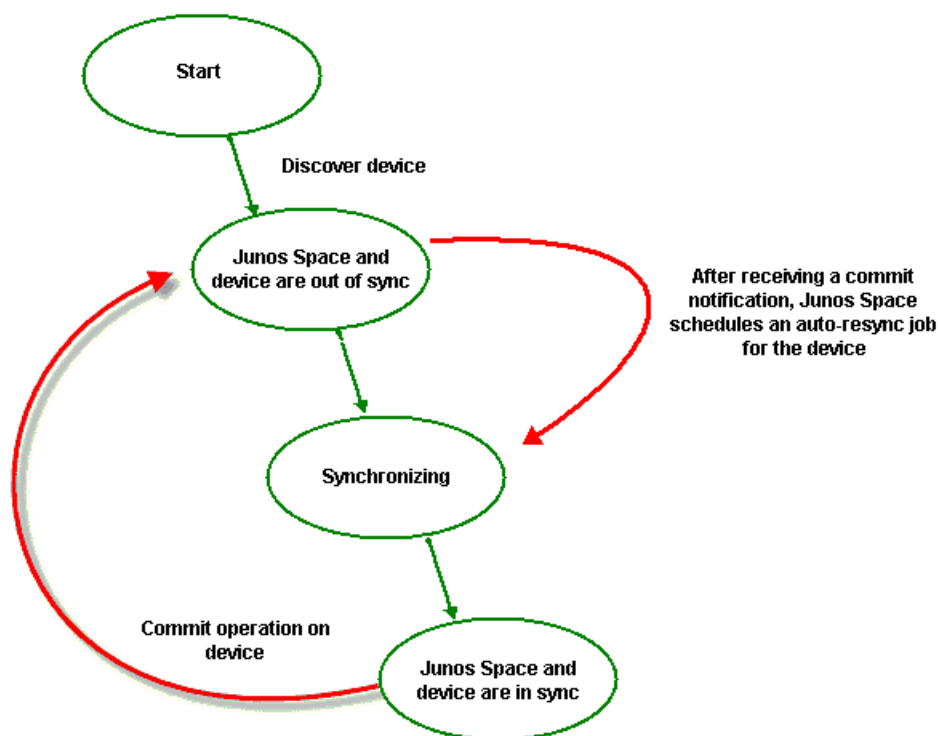 Start
Discover device
Junos Space and
device are out of sync
After receiving a commit
notification, Junos Space
schedules an auto-resync job
for the device
Synchronizing
Commit operation on
device
Junos Space and
device are in sync